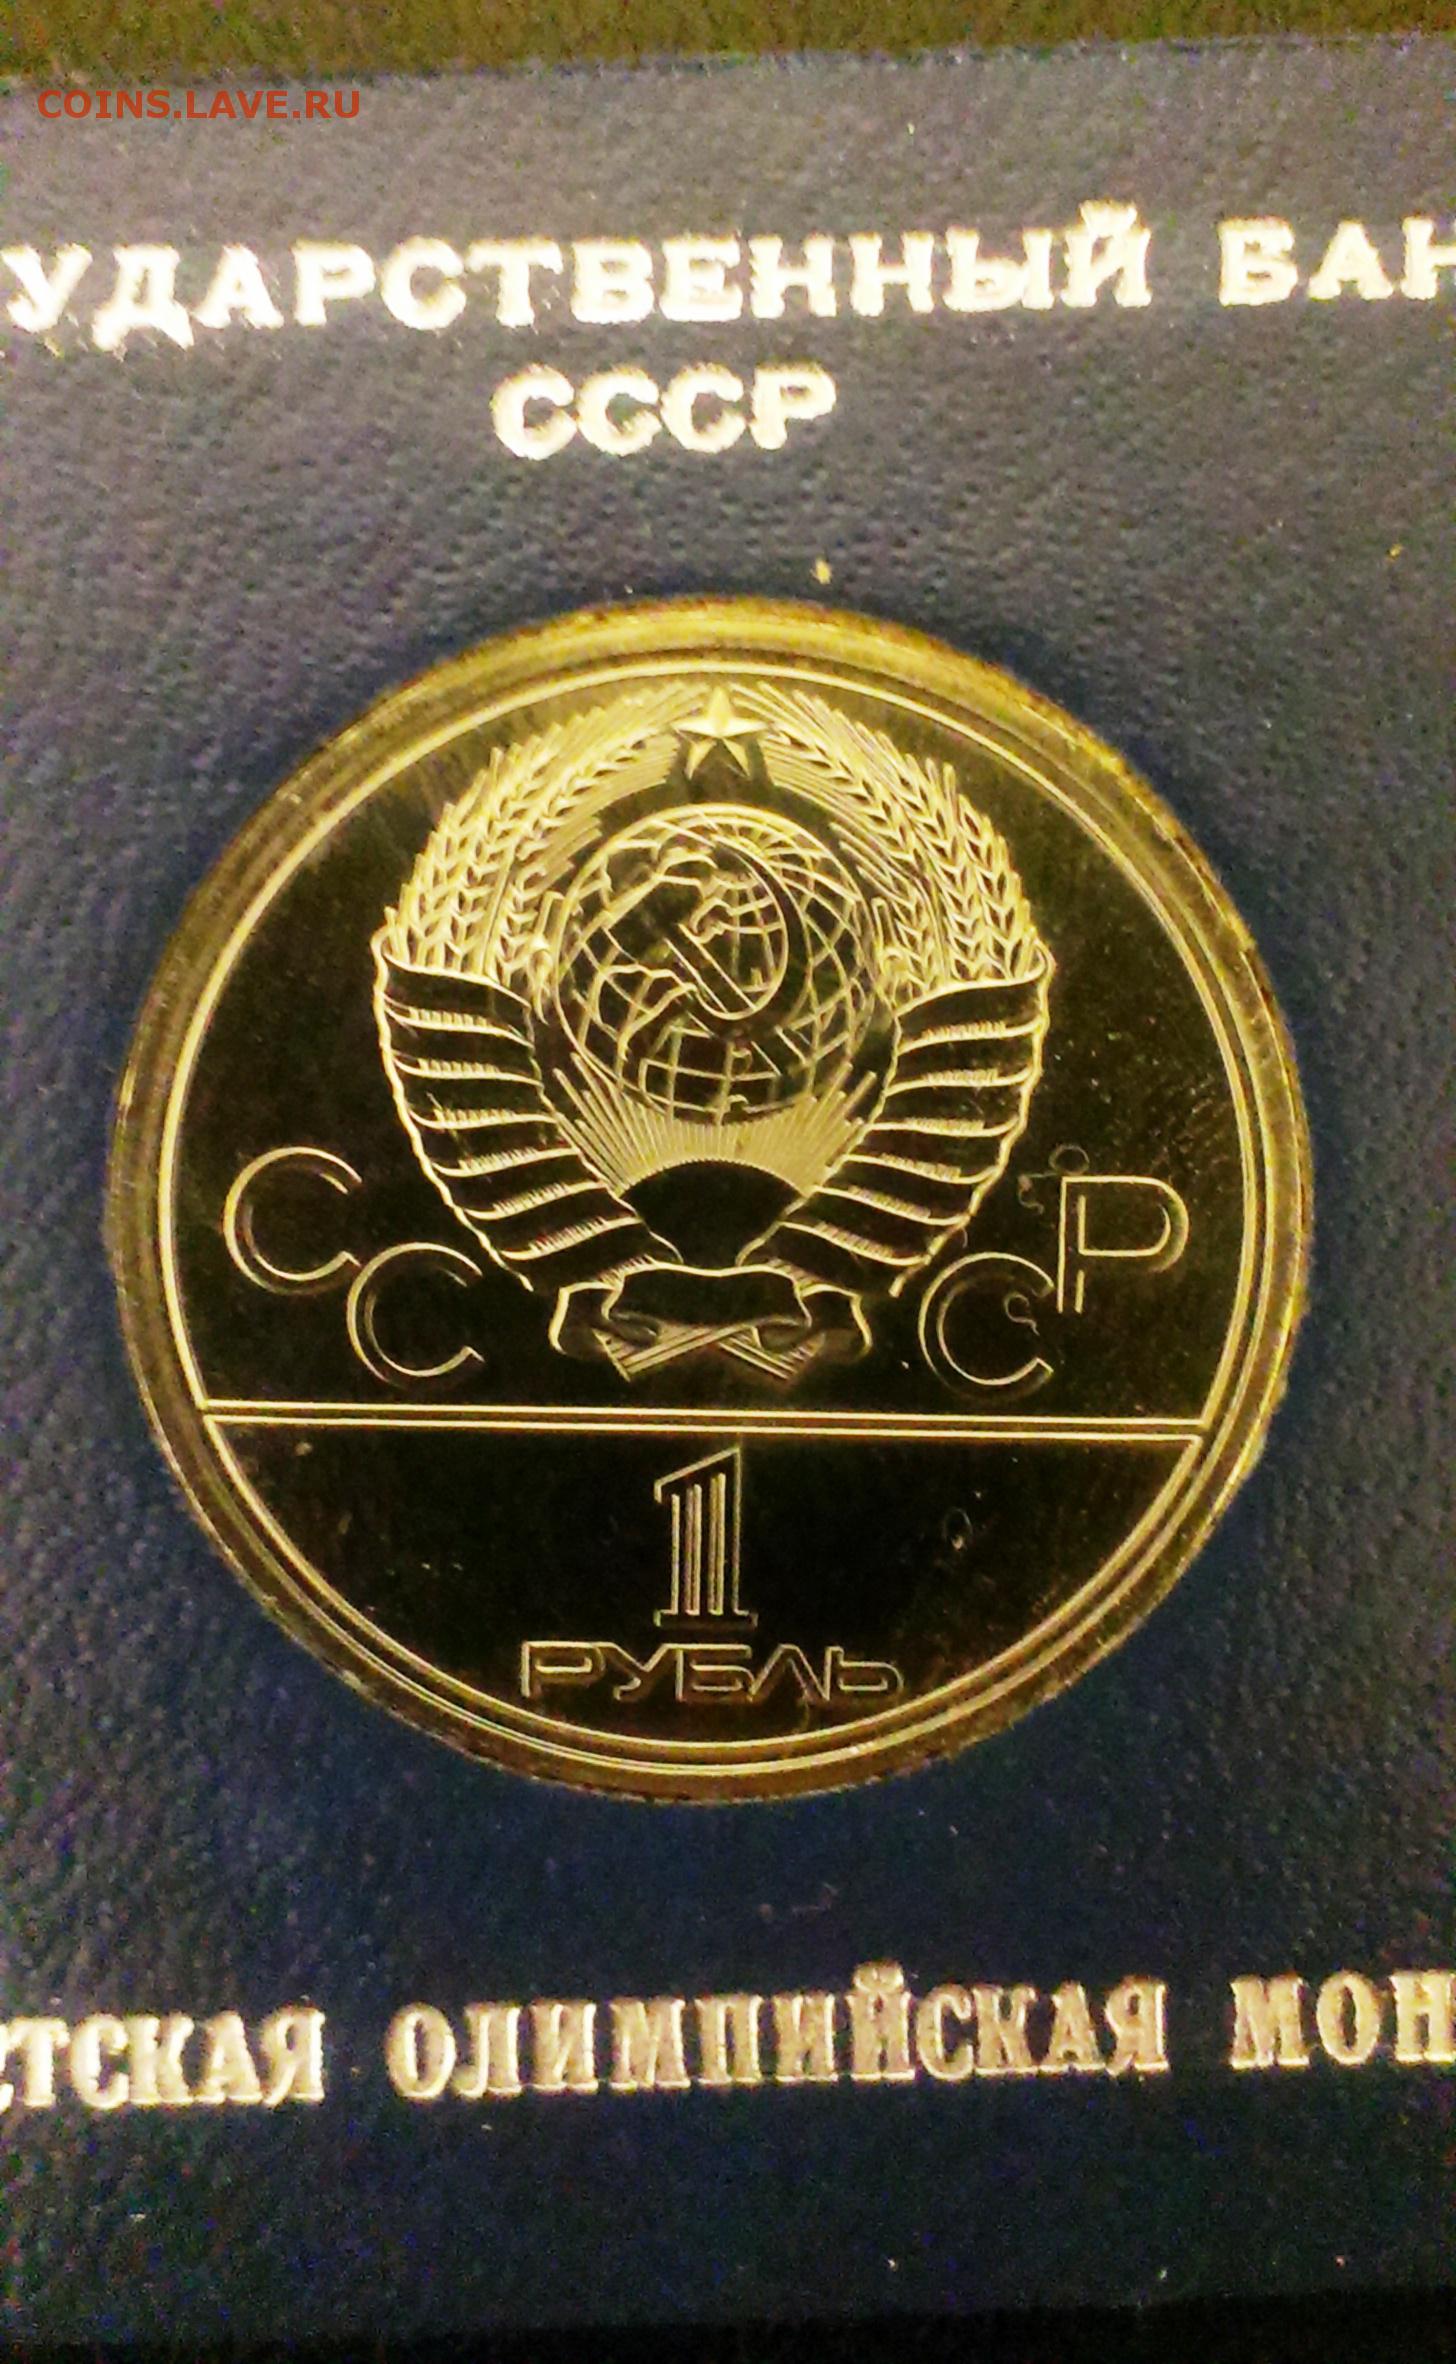 COINS.LAVE.RU
УДАРСТВЕННЫЙ БАН
СССР
СССР
1
РУБЛЬ
ТСКАЯ ОЛИМПИЙСКАЯ МОН